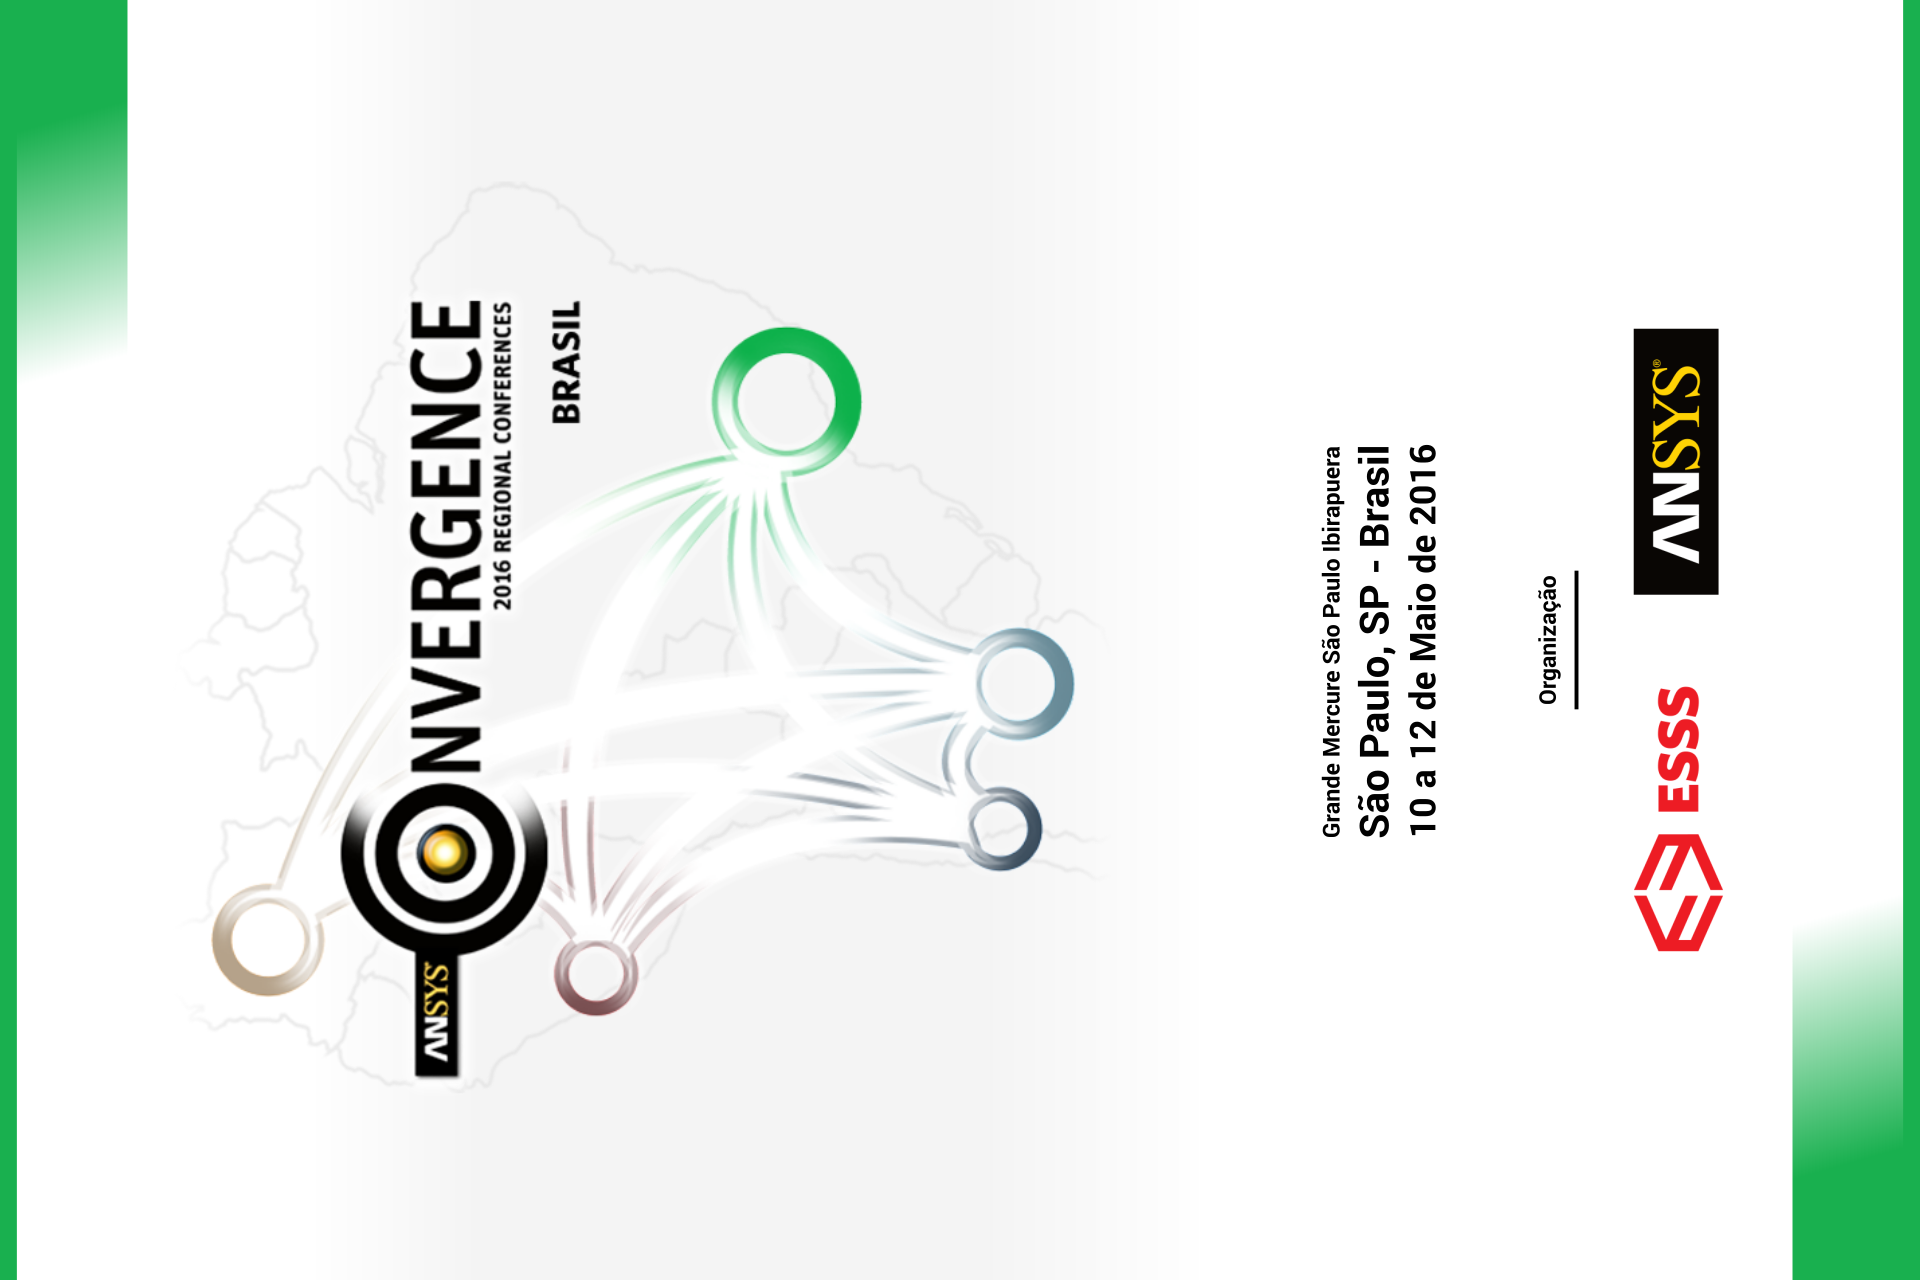 ANSYS
CONVERGENCE
2016 REGIONAL CONFERENCES
BRASIL
Grande Mercure São Paulo Ibirapuera
São Paulo, SP - Brasil
10 a 12 de Maio de 2016
Organização
ESSS
ANSYS®